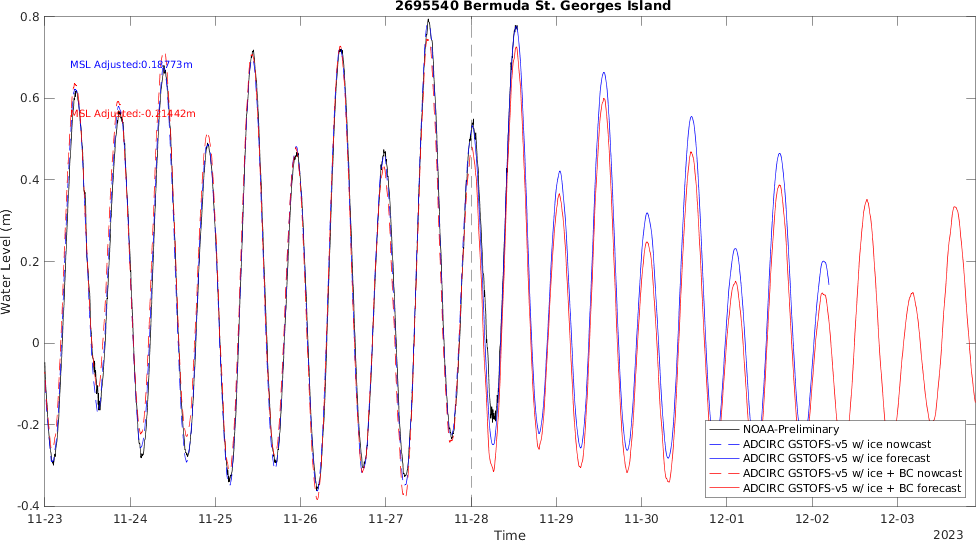 2695540 Bermuda St. Georges Island
0.8
0.6
0.4
0.2
0
-0.2
-0.4
Water Level (m)
MSL Adjusted:0.18773m
MSL Adjusted:-0.21442m
NOAA-Preliminary
ADCIRC GSTOFS-v5 w/ ice nowcast
ADCIRC GSTOFS-v5 w/ ice forecast
ADCIRC GSTOFS-v5 w/ ice + BC nowcast
ADCIRC GSTOFS-v5 w/ ice + BC forecast
11-23 11-24 11-25 11-26 11-27 11-28 11-29 11-30 12-01 12-02 12-03
Time
2023